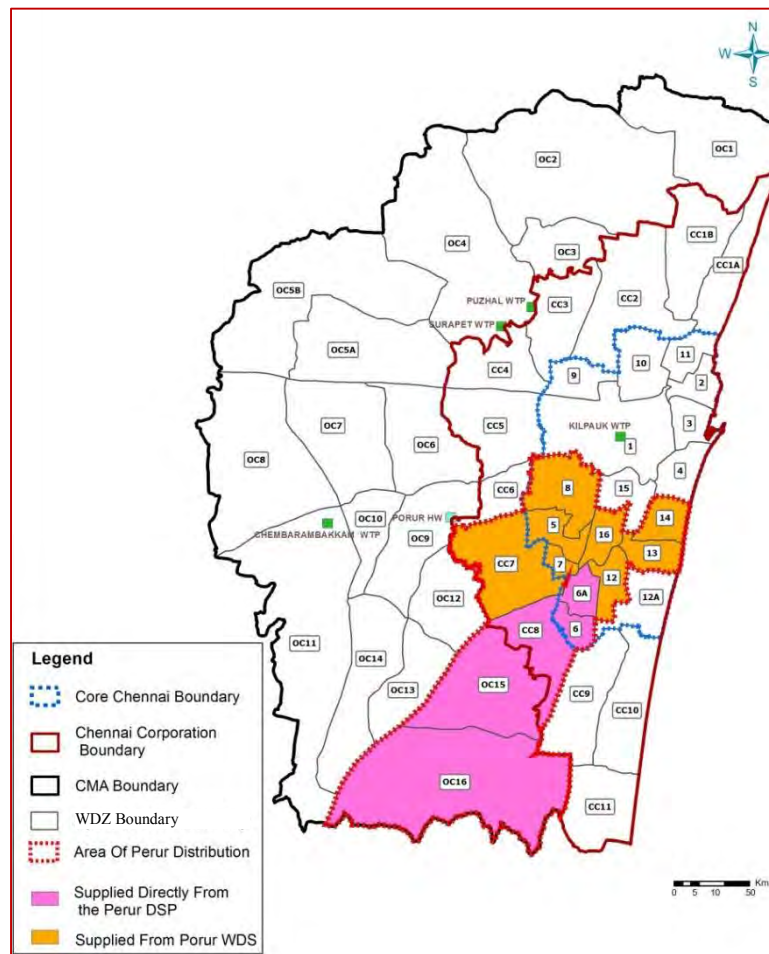 N
W E
S
OC1
OC2
CC1B
OC4
OC3
CC1A
OC5B
CC3
CC2
PUZHAL WTP
SURAPET WTP
OC5A
11
10
CC4
9
2
KILPAUK WTP
3
OC7
CC5
1
OC6
OC8
4
CC6
8
15
14
OC10
PORUR HW
5
CHEMBARAMBAKKAM WTP
OC9
16
13
CC7
7
12
6A
12A
OC12
CC8
6
OC11
OC14
OC15
OC13
CC9
CC10
OC16
CC11
Legend
Core Chennai Boundary
Chennai Corporation
Boundary
CMA Boundary
WDZ Boundary
Area Of Perur Distribution
Supplied Directly From
the Perur DSP
Supplied From Porur WDS
Km
0 5 10 20 30 40 50